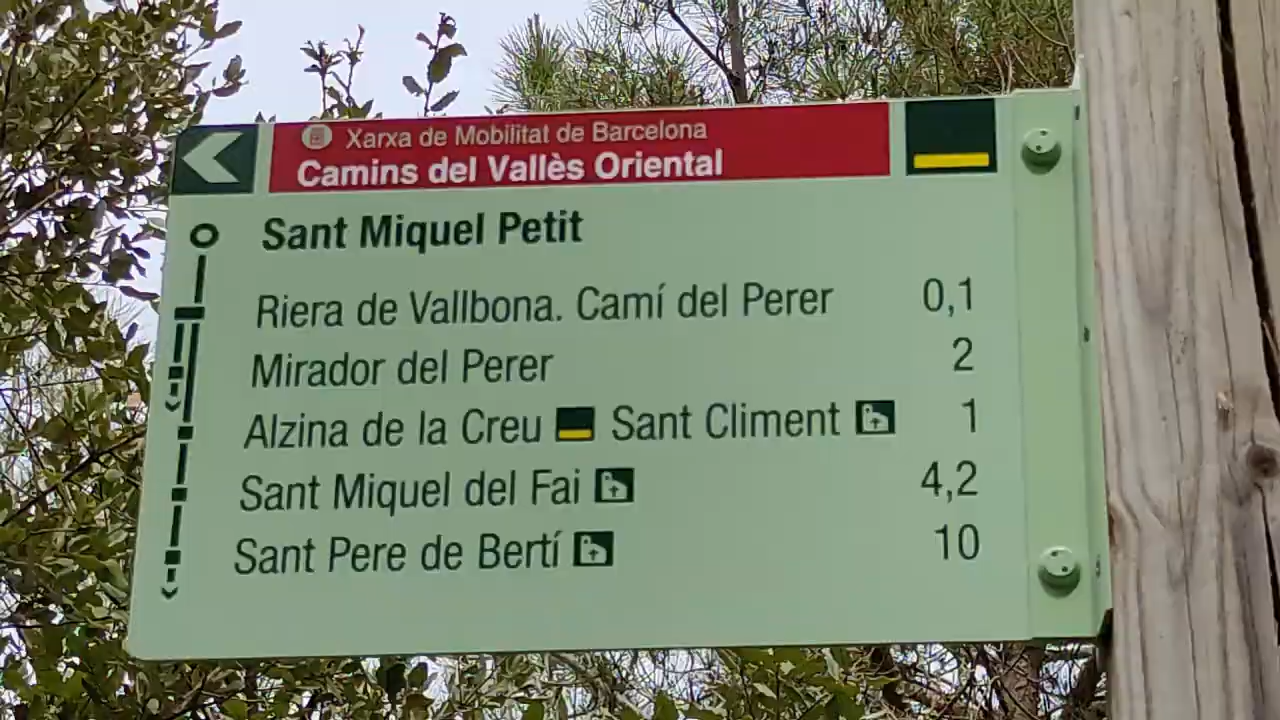 Xarxa de Mobilitat de Barcelona
Camins del Vallès Oriental
Sant Miquel Petit
Riera de Vallbona. Camí del Perer 0,1
Mirador del Perer 2
Alzina de la Creu Sant Climent 1
Sant Miquel del Fai 4,2
Sant Pere de Bertí 10